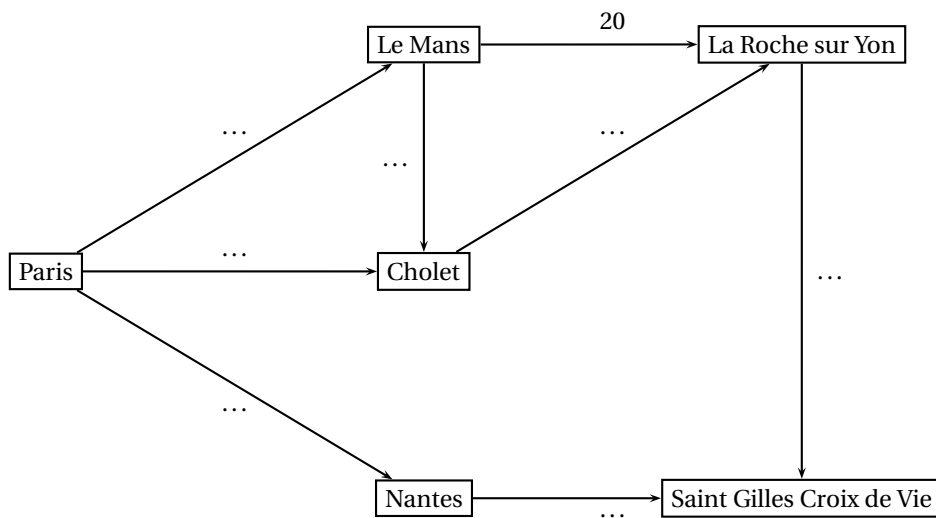 20
Le Mans
La Roche sur Yon
...
...
...
...
Paris
Cholet
...
...
Nantes
Saint Gilles Croix de Vie
...